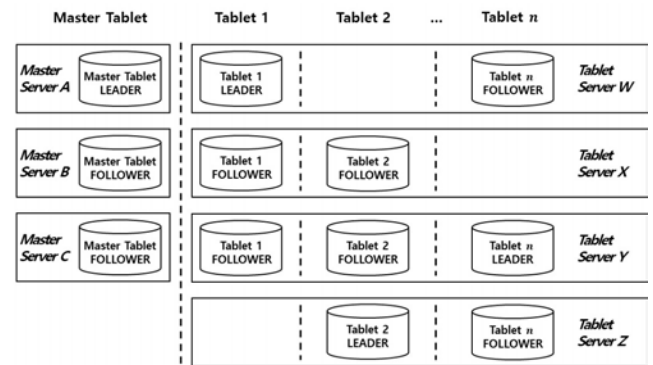 Master Tablet Tablet 1 Tablet 2 ... Tablet n
Master
Server A
Master Tablet
LEADER
Tablet 1
LEADER
Tablet n
FOLLOWER
Tablet
Server W
Master
Server B
Master Tablet
FOLLOWER
Tablet 1
FOLLOWER
Tablet 2
FOLLOWER
Tablet
Server X
Master
Server C
Master Tablet
FOLLOWER
Tablet 1
FOLLOWER
Tablet 2
FOLLOWER
Tablet n
LEADER
Tablet
Server Y
Tablet 2
LEADER
Tablet n
FOLLOWER
Tablet
Server Z